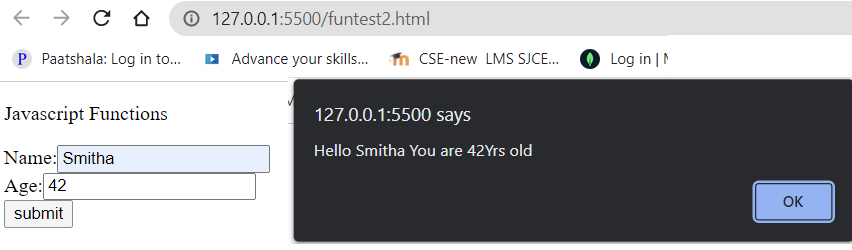 127.0.0.1:5500/funtest2.html
P Paatshala: Log in to... Advance your skills... CSE-new LMS SJCE... Log in |
Javascript Functions
Name:Smitha
Age:42
submit
127.0.0.1:5500 says
Hello Smitha You are 42Yrs old
OK